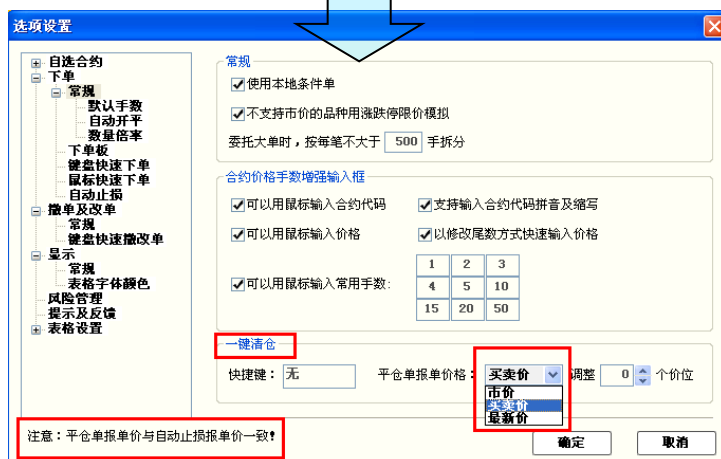 选项设置
自选合约
下单
常规
默认手数
自动开平
数量倍率
下单板
键盘快速下单
鼠标快速下单
自动止损
撤单及改单
常规
键盘快速撤改单
显示
常规
表格字体颜色
风险管理
提示及反馈
表格设置
常规
使用本地条件单
不支持市价的品种用涨跌停限价模拟
委托大单时，按每笔不大于 500 手拆分
合约价格手数增强输入框
可以用鼠标输入合约代码 支持输入合约代码拼音及缩写
可以用鼠标输入价格 以修改尾数方式快速输入价格
可以用鼠标输入常用手数:
1 2 3
4 5 10
15 20 50
一键清仓
快捷键： 无 平仓单报单价格： 买卖价 调整 0 个价位
市价
买卖价
最新价
注意：平仓单报单价与自动止损报单价一致!
确定 取消